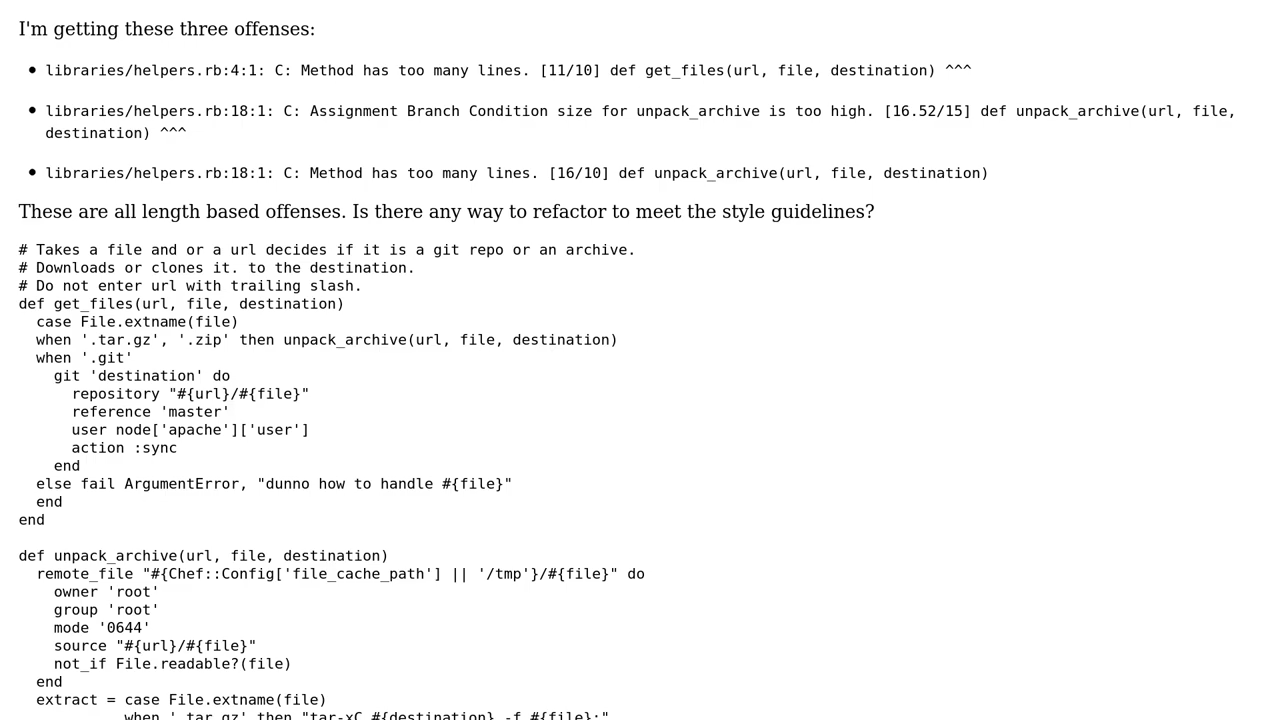 I'm getting these three offenses:
libraries/helpers.rb:4:1: C: Method has too many lines. [11/10] def get_files(url, file, destination) ^^^
libraries/helpers.rb:18:1: C: Assignment Branch Condition size for unpack_archive is too high. [16.52/15] def unpack_archive(url, file,
destination) ^^^
libraries/helpers.rb:18:1: C: Method has too many lines. [16/10] def unpack_archive(url, file, destination)
These are all length based offenses. Is there any way to refactor to meet the style guidelines?
# Takes a file and or a url decides if it is a git repo or an archive.
# Downloads or clones it. to the destination.
# Do not enter url with trailing slash.
def get_files(url, file, destination)
  case File.extname(file)
  when '.tar.gz', '.zip' then unpack_archive(url, file, destination)
  when '.git'
    git 'destination' do
      repository "#{url}/#{file}"
      reference 'master'
      user node['apache']['user']
      action :sync
    end
  else fail ArgumentError, "dunno how to handle #{file}"
  end
end
def unpack_archive(url, file, destination)
  remote_file "#{Chef::Config['file_cache_path'] || '/tmp'}/#{file}" do
    owner 'root'
    group 'root'
    mode '0644'
    source "#{url}/#{file}"
    not_if File.readable?(file)
  end
  extract = case File.extname(file)
            when '.tar.gz' then "tar-xC #{destination} -f #{file};"